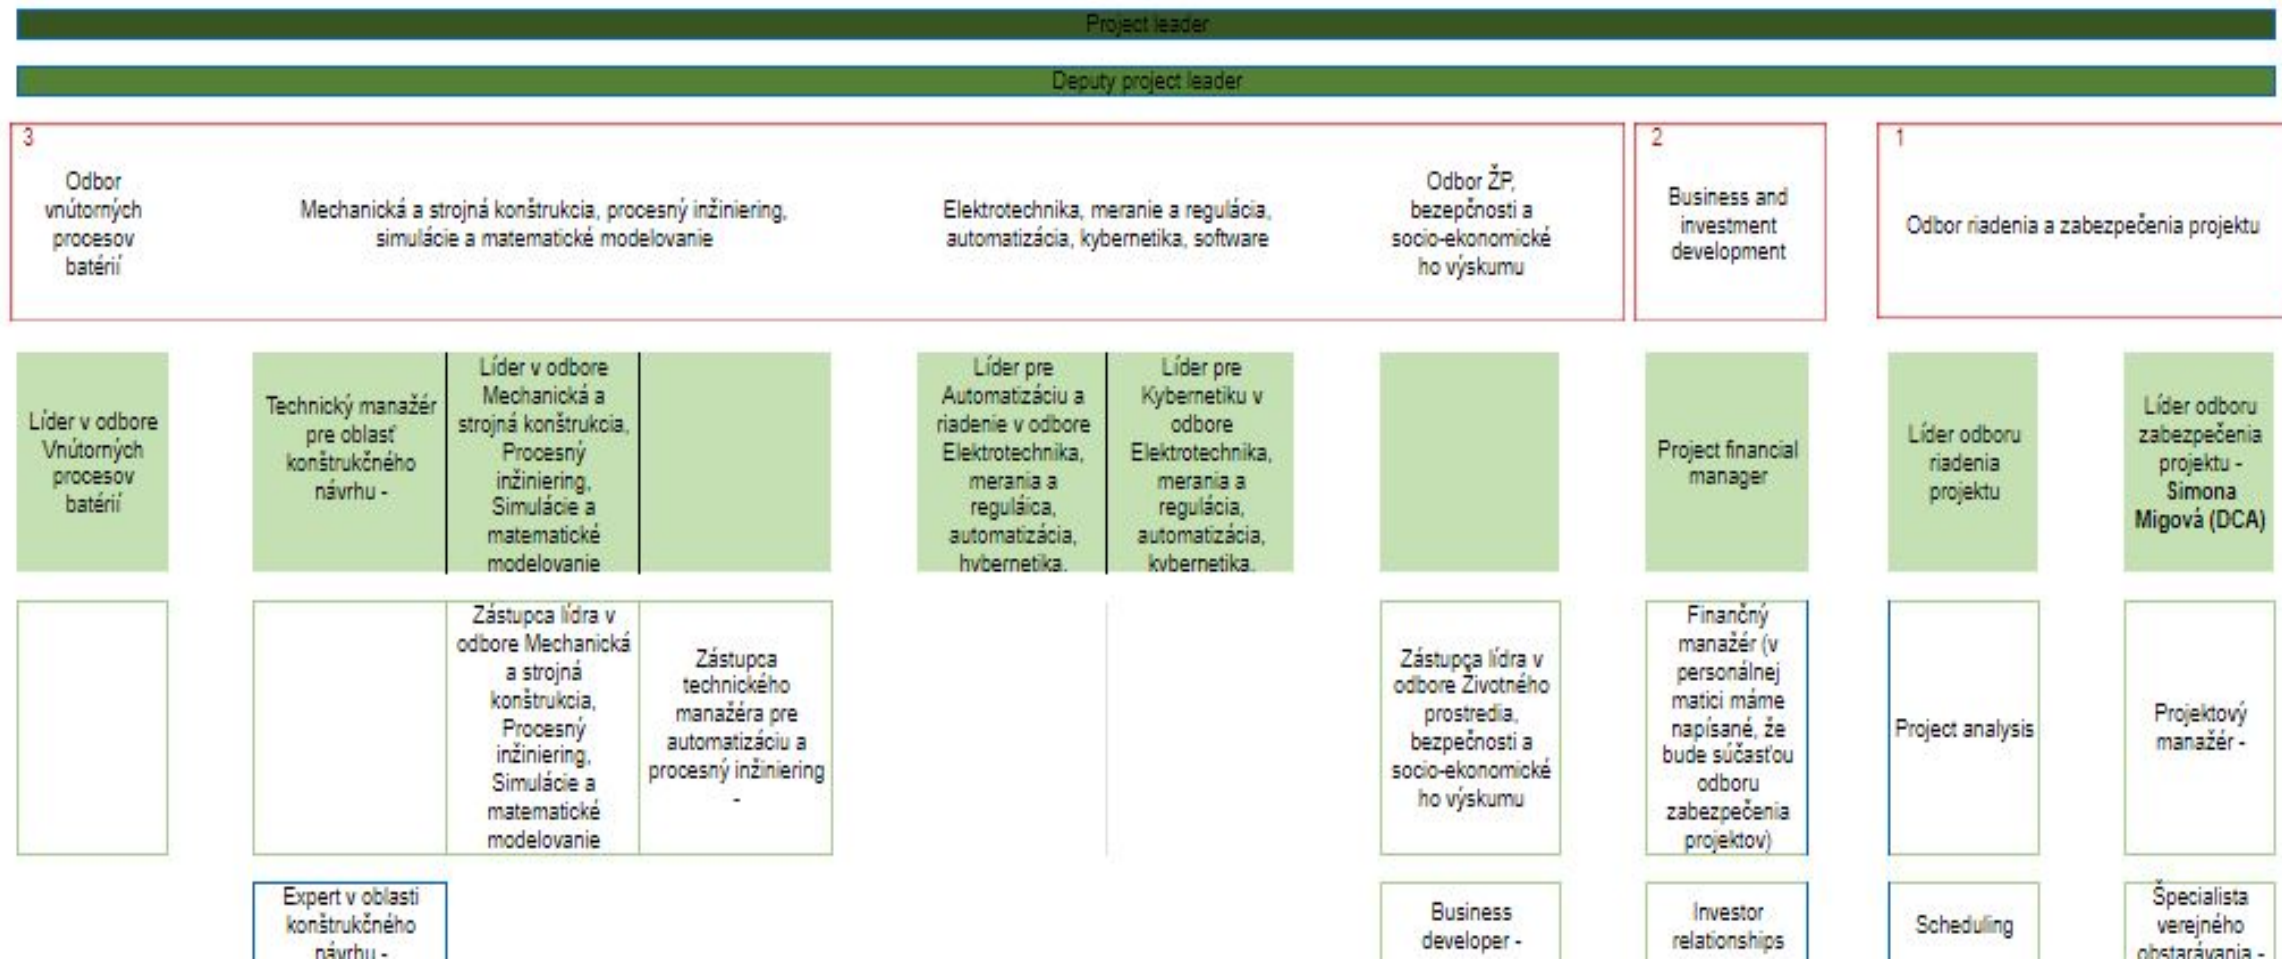 Project leader
Deputy project leader
3
Odbor
vnútorných
procesov
batérií
Mechanická a strojná konštrukcia, procesný inžiniering,
simulácie a matematické modelovanie
Elektrotechnika, meranie a regulácia,
automatizácia, kybernetika, software
Odbor ŽP,
bezepčnosti a
socio-ekonomické
ho výskumu
2
Business and
investment
development
1
Odbor riadenia a zabezpečenia projektu
Líder v odbore
Vnútorných
procesov
batérií
Technický manažér
pre oblasť
konštrukčného
návrhu -
Líder v odbore
Mechanická a
strojná konštrukcia,
Procesný
inžiniering,
Simulácie a
matematické
modelovanie
Líder pre
Automatizáciu a
riadenie v odbore
Elektrotechnika,
merania a
reguláica,
automatizácia,
hybernetika,
Líder pre
Kybernetiku v
odbore
Elektrotechnika,
merania a
regulácia,
automatizácia,
kybernetika,
Project financial
manager
Líder odboru
riadenia
projektu
Líder odboru
zabezpečenia
projektu -
Simona
Migová (DCA)
Zástupca lídra v
odbore Mechanická
a strojná
konštrukcia,
Procesný
inžiniering,
Simulácie a
matematické
modelovanie
Zástupca
technického
manažéra pre
automatizáciu a
procesný inžiniering
-
Zástupca lídra v
odbore Životného
prostredia,
bezpečnosti a
socio-ekonomické
ho výskumu
Finančný
manažér (v
personálnej
matici máme
napísané, že
bude súčasťou
odboru
zabezpečenia
projektov)
Project analysis
Projektový
manažér -
Expert v oblasti
konštrukčného
návrhu -
Business
developer -
Investor
relationships
Scheduling
Špecialista
verejného
obstarávania -